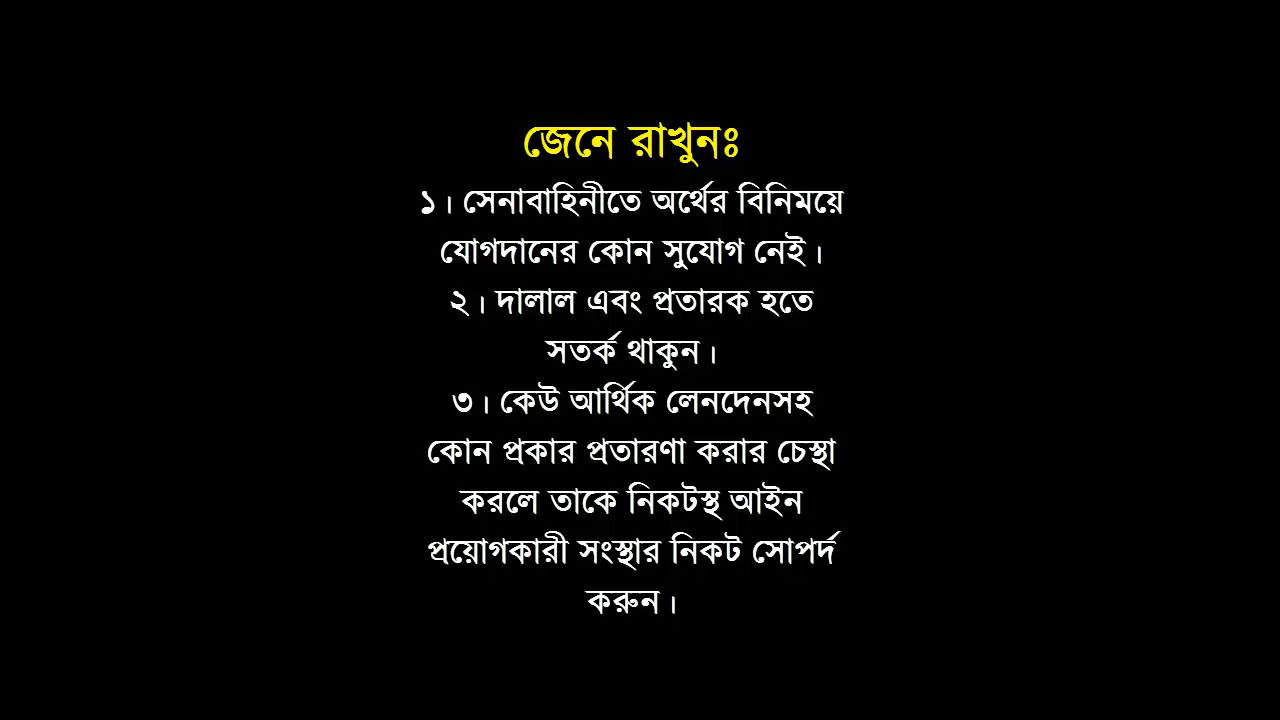 জেনে রাখুনঃ
১। সেনাবাহিনীতে অর্থের বিনিময়ে
যোগদানের কোন সুযোগ নেই।
২। দালাল এবং প্রতারক হতে
সতর্ক থাকুন।
৩। কেউ আর্থিক লেনদেনসহ
কোন প্রকার প্রতারণা করার চেস্থা
করলে তাকে নিকটস্থ আইন
প্রয়োগকারী সংস্থার নিকট সোপর্দ
করুন।